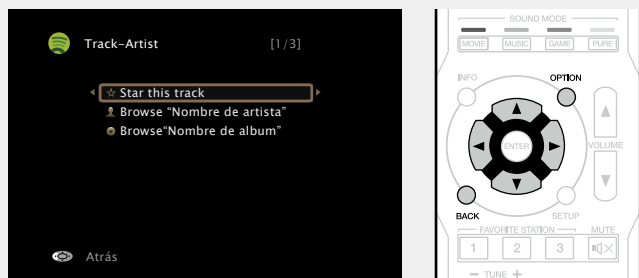 Track-Artist [1/3]
☆ Star this track
Browse “Nombre de artista”
Browse“Nombre de album”
Atrás
SOUND MODE
MOVIE MUSIC GAME PURE
INFO OPTION
ENTER
VOLUME
BACK SETUP
FAVORITE STATION MUTE
1 2 3
− TUNE +